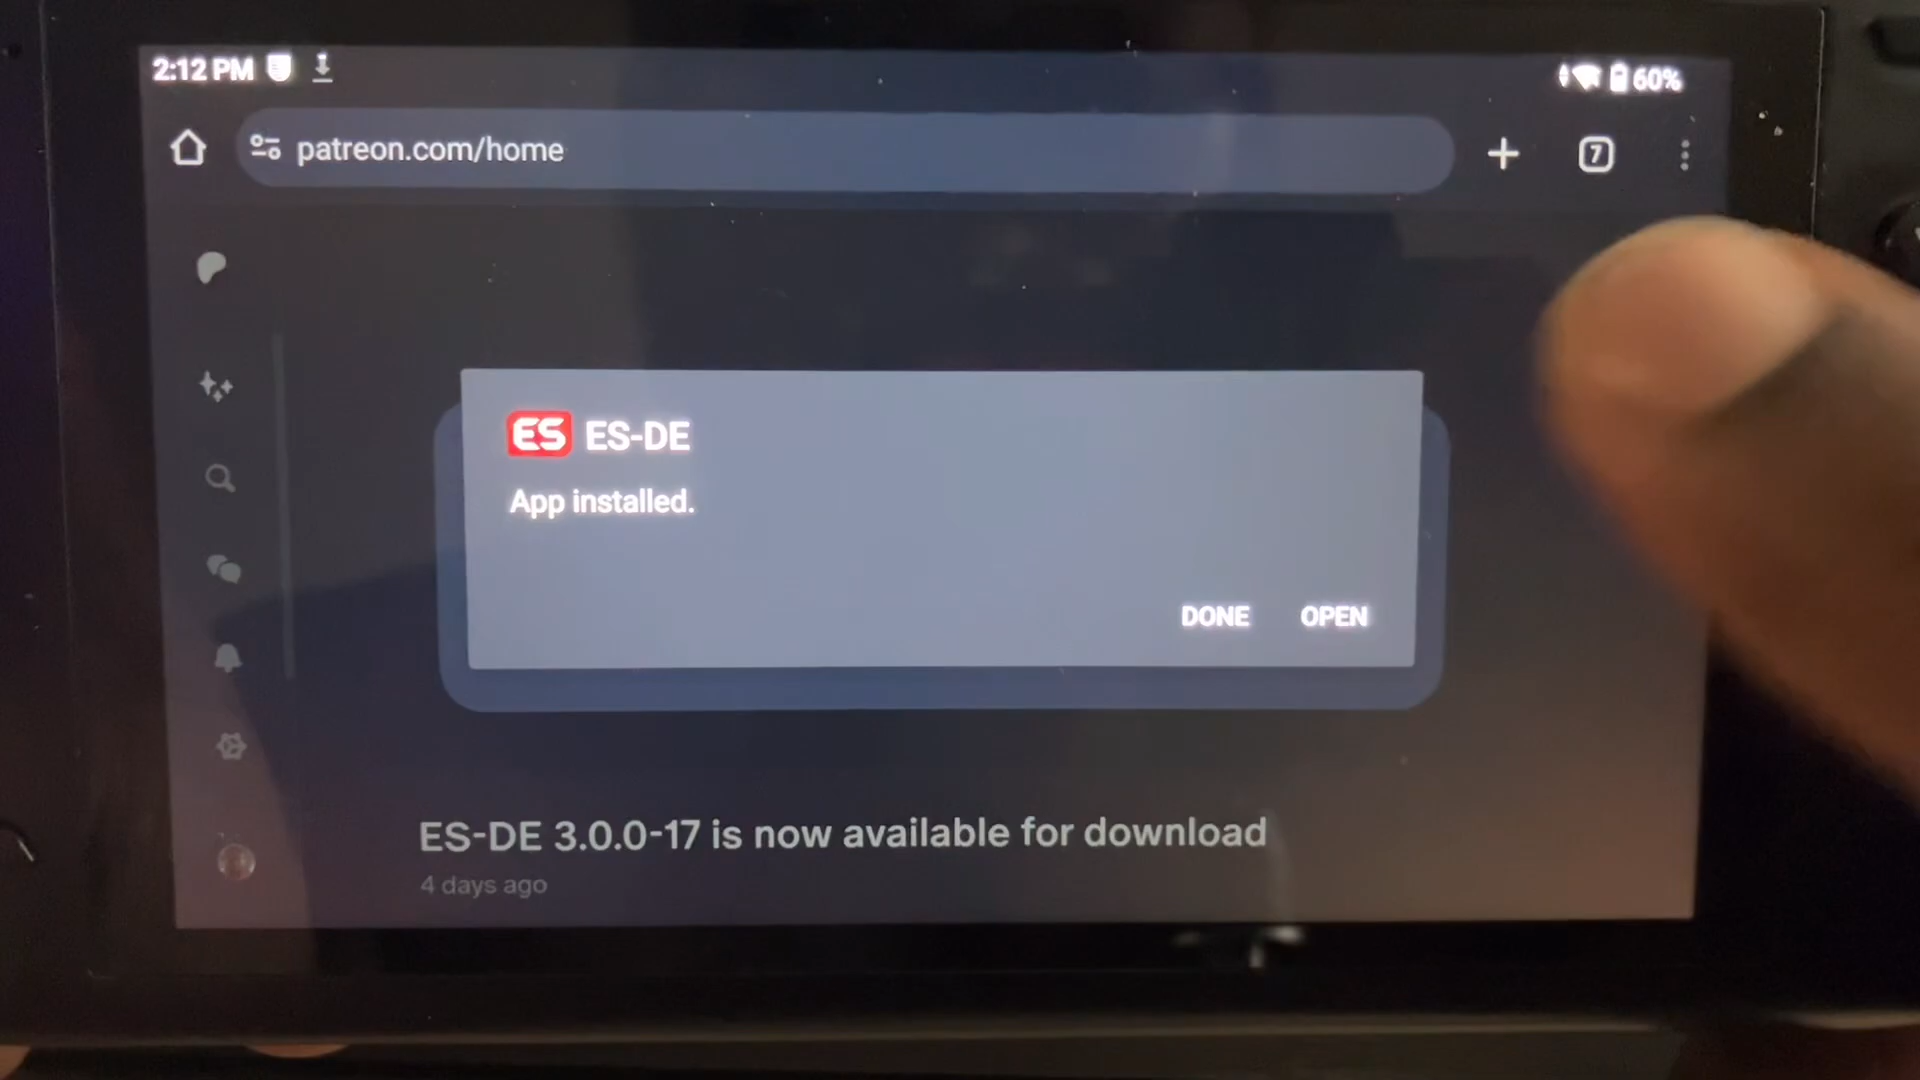 2:12 PM
60%
patreon.com/home
7
ES ES-DE
App installed.
DONE OPEN
ES-DE 3.0.0-17 is now available for download
4 days ago